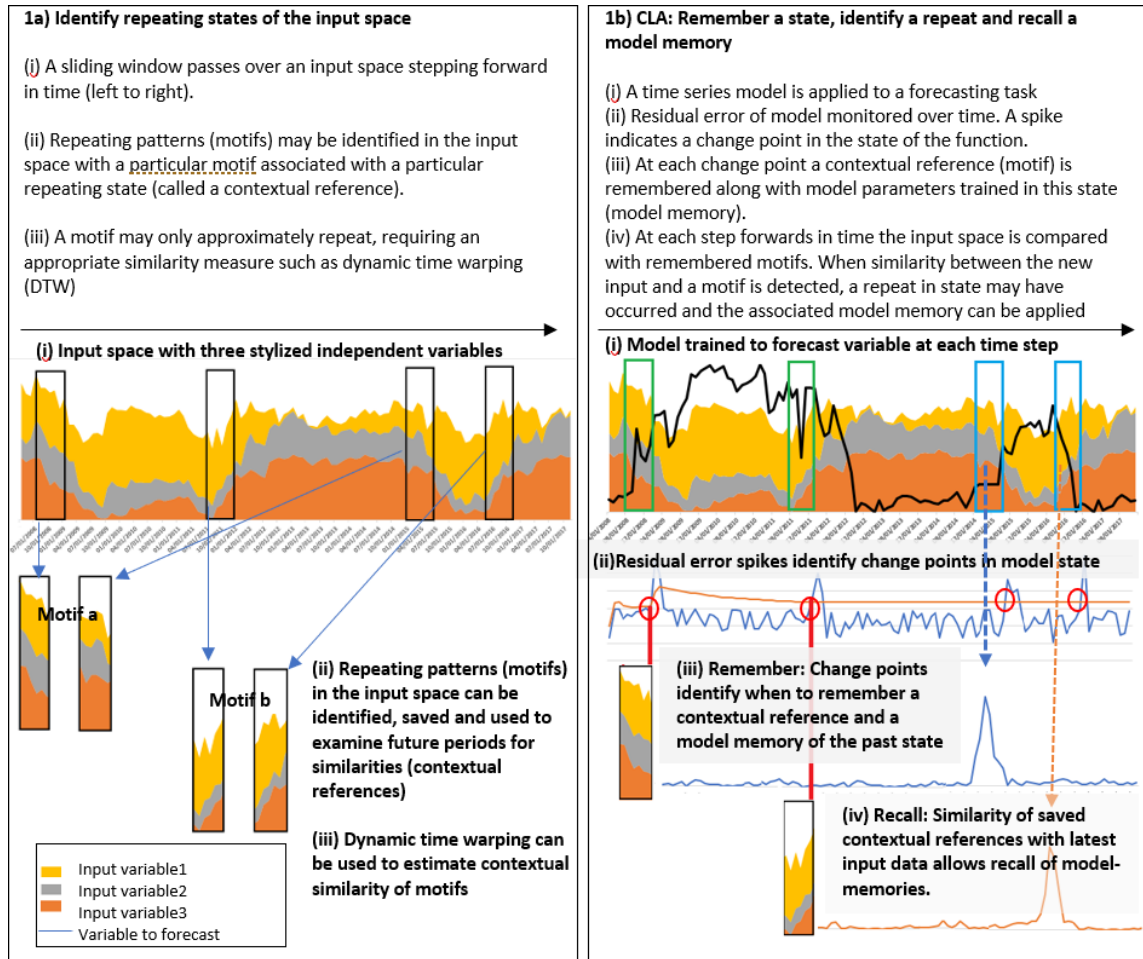 1a) Identify repeating states of the input space
(i) A sliding window passes over an input space stepping forward
in time (left to right).
(ii) Repeating patterns (motifs) may be identified in the input
space with a particular motif associated with a particular
repeating state (called a contextual reference).
(iii) A motif may only approximately repeat, requiring an
appropriate similarity measure such as dynamic time warping
(DTW)
(i) Input space with three stylized independent variables
Motif a
Motif b
(ii) Repeating patterns (motifs)
in the input space can be
identified, saved and used to
examine future periods for
similarities (contextual
references)
(iii) Dynamic time warping can
be used to estimate contextual
similarity of motifs
Input variable1
Input variable2
Input variable3
Variable to forecast
1b) CLA: Remember a state, identify a repeat and recall a
model memory
(i) A time series model is applied to a forecasting task
(ii) Residual error of model monitored over time. A spike
indicates a change point in the state of the function.
(iii) At each change point a contextual reference (motif) is
remembered along with model parameters trained in this state
(model memory).
(iv) At each step forwards in time the input space is compared
with remembered motifs. When similarity between the new
input and a motif is detected, a repeat in state may have
occurred and the associated model memory can be applied
(i) Model trained to forecast variable at each time step
(ii)Residual error spikes identify change points in model state
(iii) Remember: Change points
identify when to remember a
contextual reference and a
model memory of the past state
(iv) Recall: Similarity of saved
contextual references with latest
input data allows recall of model-
memories.